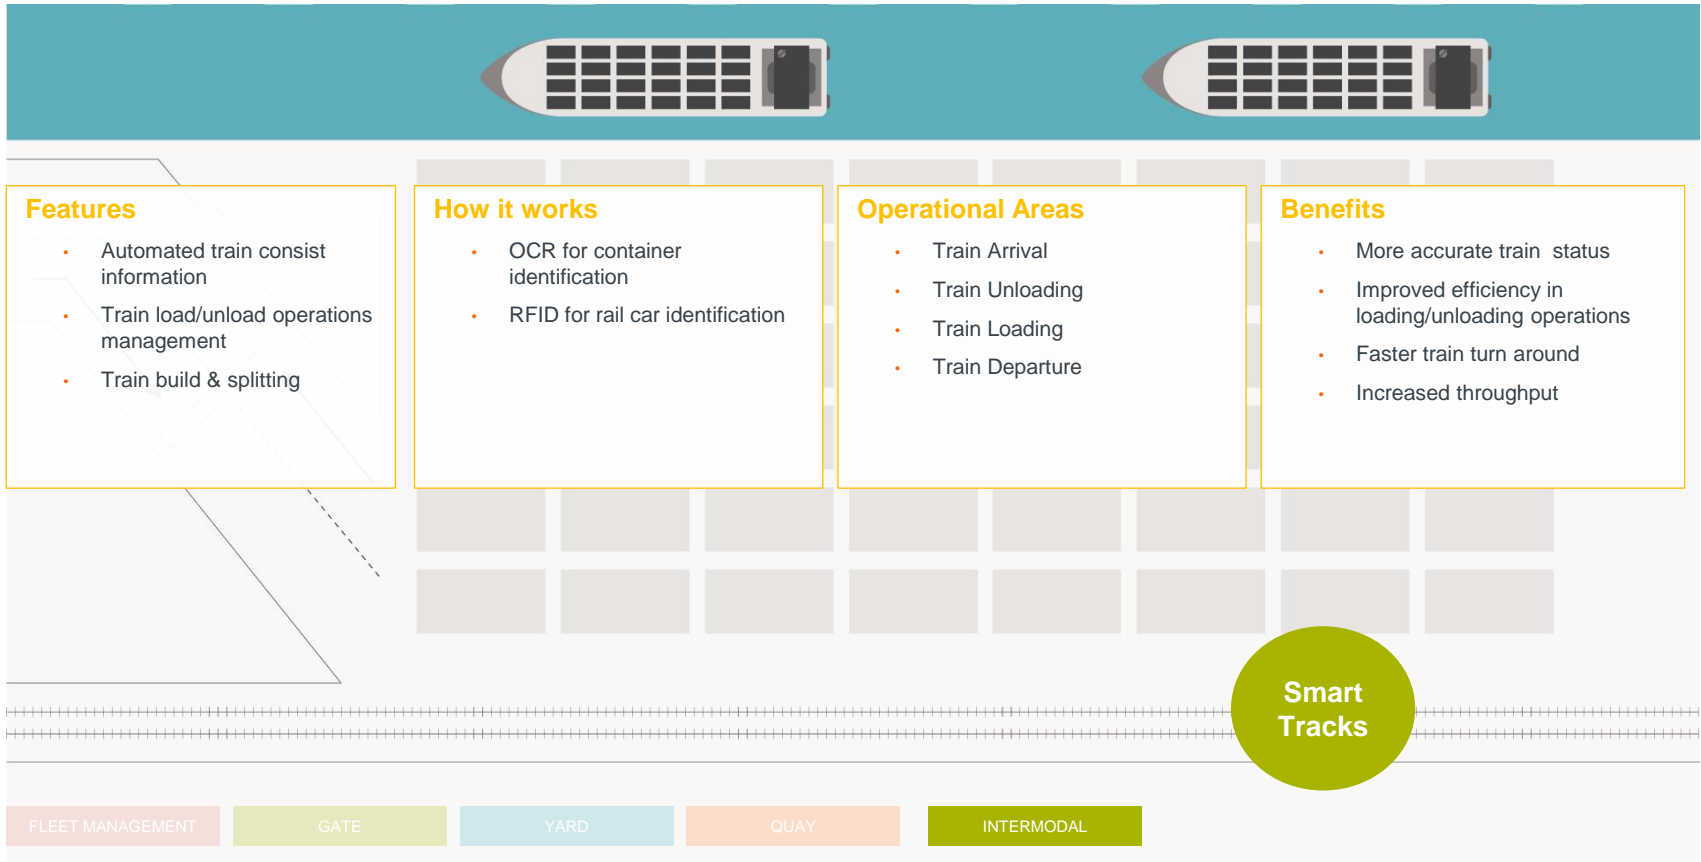 Features
• Automated train consist
information
• Train load/unload operations
management
• Train build & splitting
How it works
• OCR for container
identification
• RFID for rail car identification
Operational Areas
• Train Arrival
• Train Unloading
• Train Loading
• Train Departure
Benefits
• More accurate train  status
• Improved efficiency in
loading/unloading operations
• Faster train turn around
• Increased throughput
Smart
Tracks
FLEET MANAGEMENT
GATE
YARD
QUAY
INTERMODAL